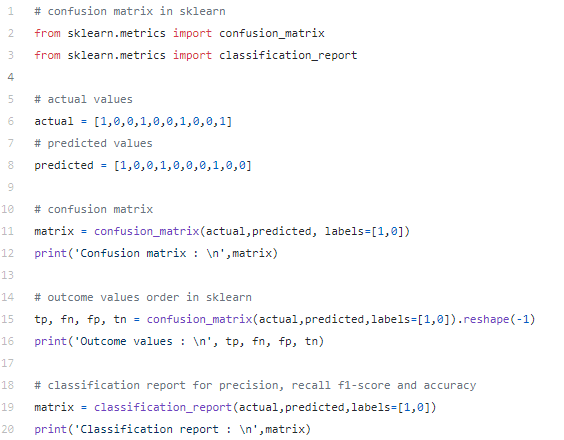 1 # confusion matrix in sklearn
2 from sklearn.metrics import confusion_matrix
3 from sklearn.metrics import classification_report
4
5 # actual values
6 actual = [1,0,0,1,0,0,1,0,0,1]
7 # predicted values
8 predicted = [1,0,0,1,0,0,0,1,0,0]
9
10 # confusion matrix
11 matrix = confusion_matrix(actual,predicted, labels=[1,0])
12 print('Confusion matrix : \n',matrix)
13
14 # outcome values order in sklearn
15 tp, fn, fp, tn = confusion_matrix(actual,predicted,labels=[1,0]).reshape(-1)
16 print('Outcome values : \n', tp, fn, fp, tn)
17
18 # classification report for precision, recall f1-score and accuracy
19 matrix = classification_report(actual,predicted,labels=[1,0])
20 print('Classification report : \n',matrix)